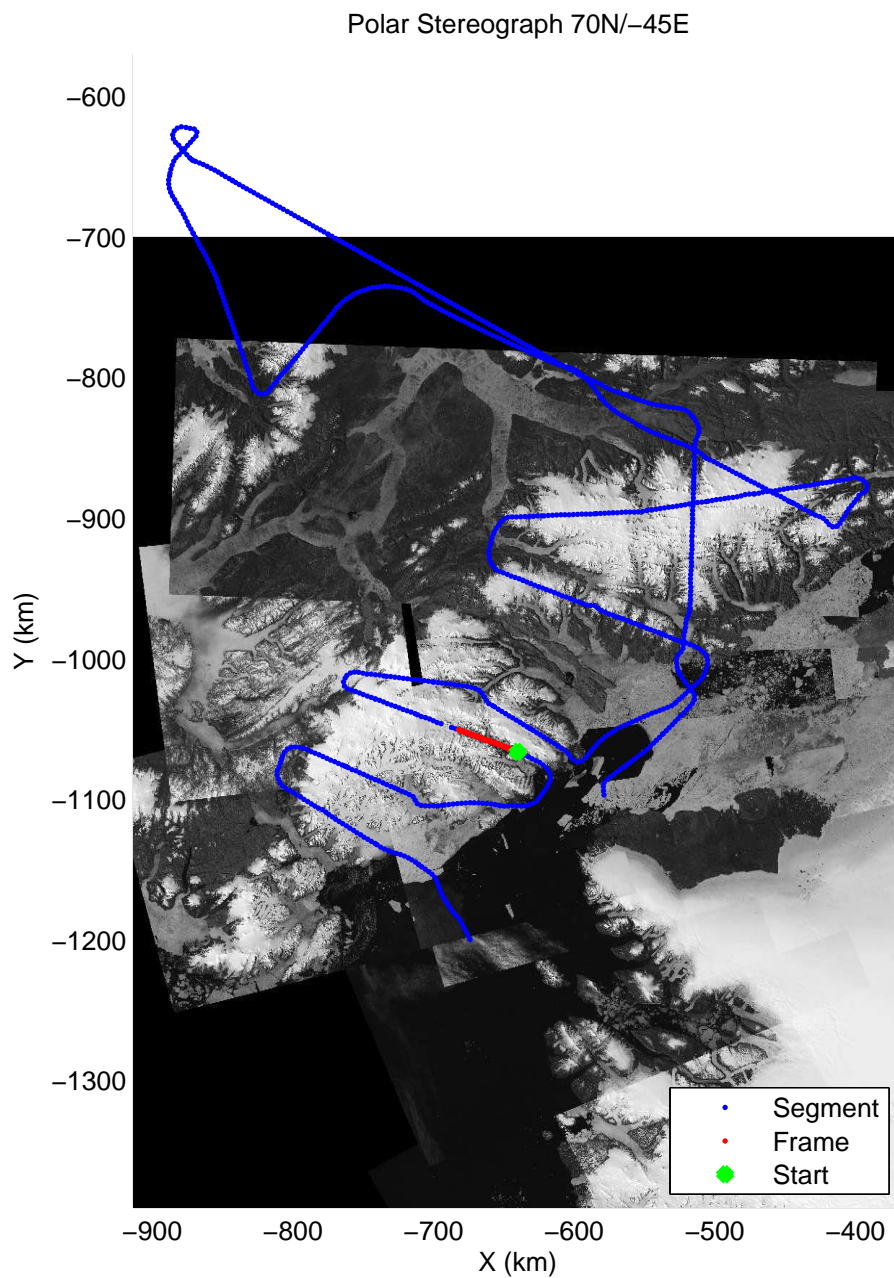 Polar Stereograph 70N/−45E
−600
−700
−800
−900
−1000
−1100
−1200
−1300
Y (km)
−900 −800 −700 −600 −500 −400
X (km)
Segment
Frame
Start